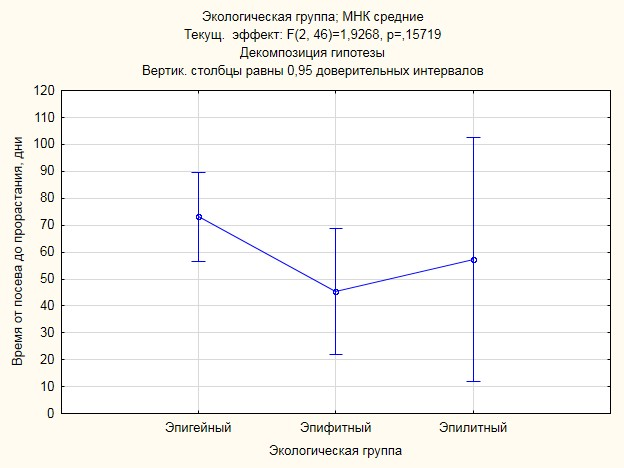 Экологическая группа; МНК средние
Текущ.  эффект: F(2, 46)=1,9268, p=,15719
Декомпозиция гипотезы
Вертик. столбцы равны 0,95 доверительных интервалов
120
110
100
90
80
70
60
50
40
30
20
10
0
Время от посева до прорастания, дни
Эпигейный Эпифитный Эпилитный
Экологическая группа